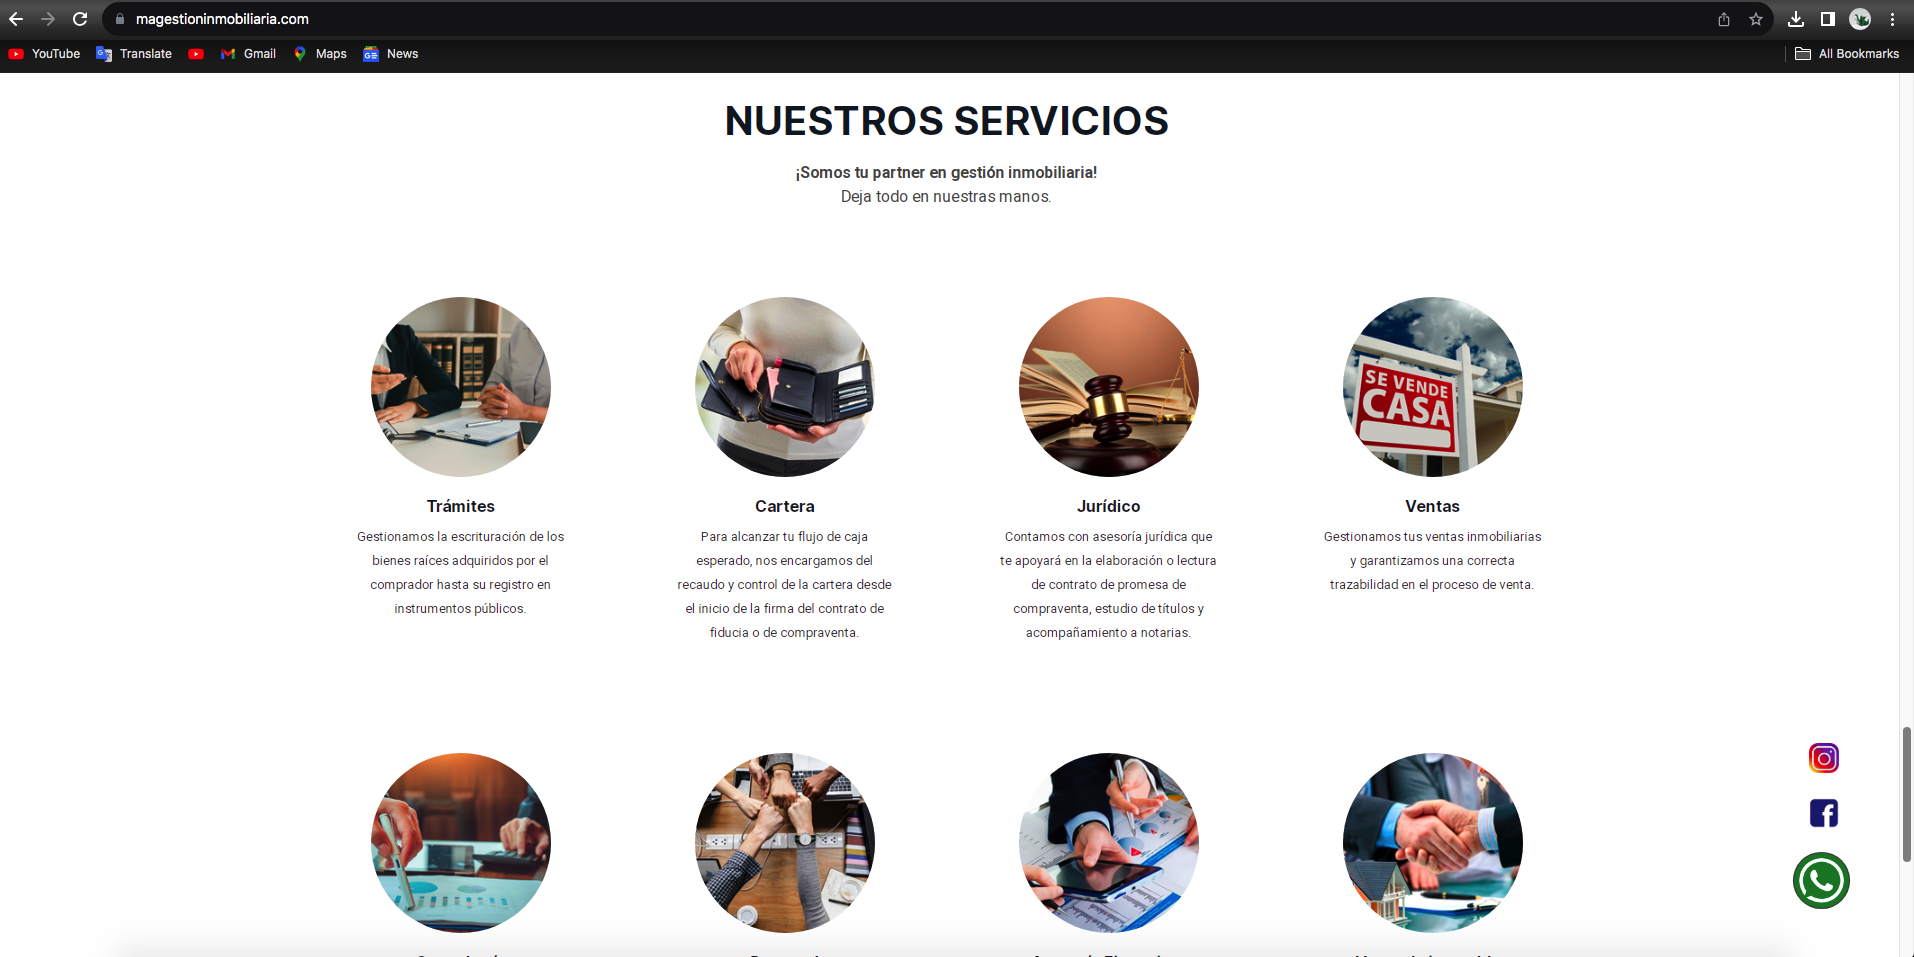 magestioninmobiliaria.com
YouTube
Translate
Gmail
Maps
News
All Bookmarks
NUESTROS SERVICIOS
¡Somos tu partner en gestión inmobiliaria!
Deja todo en nuestras manos.
SE VENDE
CASA
Trámites
Gestionamos la escrituración de los
bienes raíces adquiridos por el
comprador hasta su registro en
instrumentos públicos.
Cartera
Para alcanzar tu flujo de caja
esperado, nos encargamos del
recaudo y control de la cartera desde
el inicio de la firma del contrato de
fiducia o de compraventa.
Jurídico
Contamos con asesoría jurídica que
te apoyará en la elaboración o lectura
de contrato de promesa de
compraventa, estudio de títulos y
acompañamiento a notarias.
Ventas
Gestionamos tus ventas inmobiliarias
y garantizamos una correcta
trazabilidad en el proceso de venta.